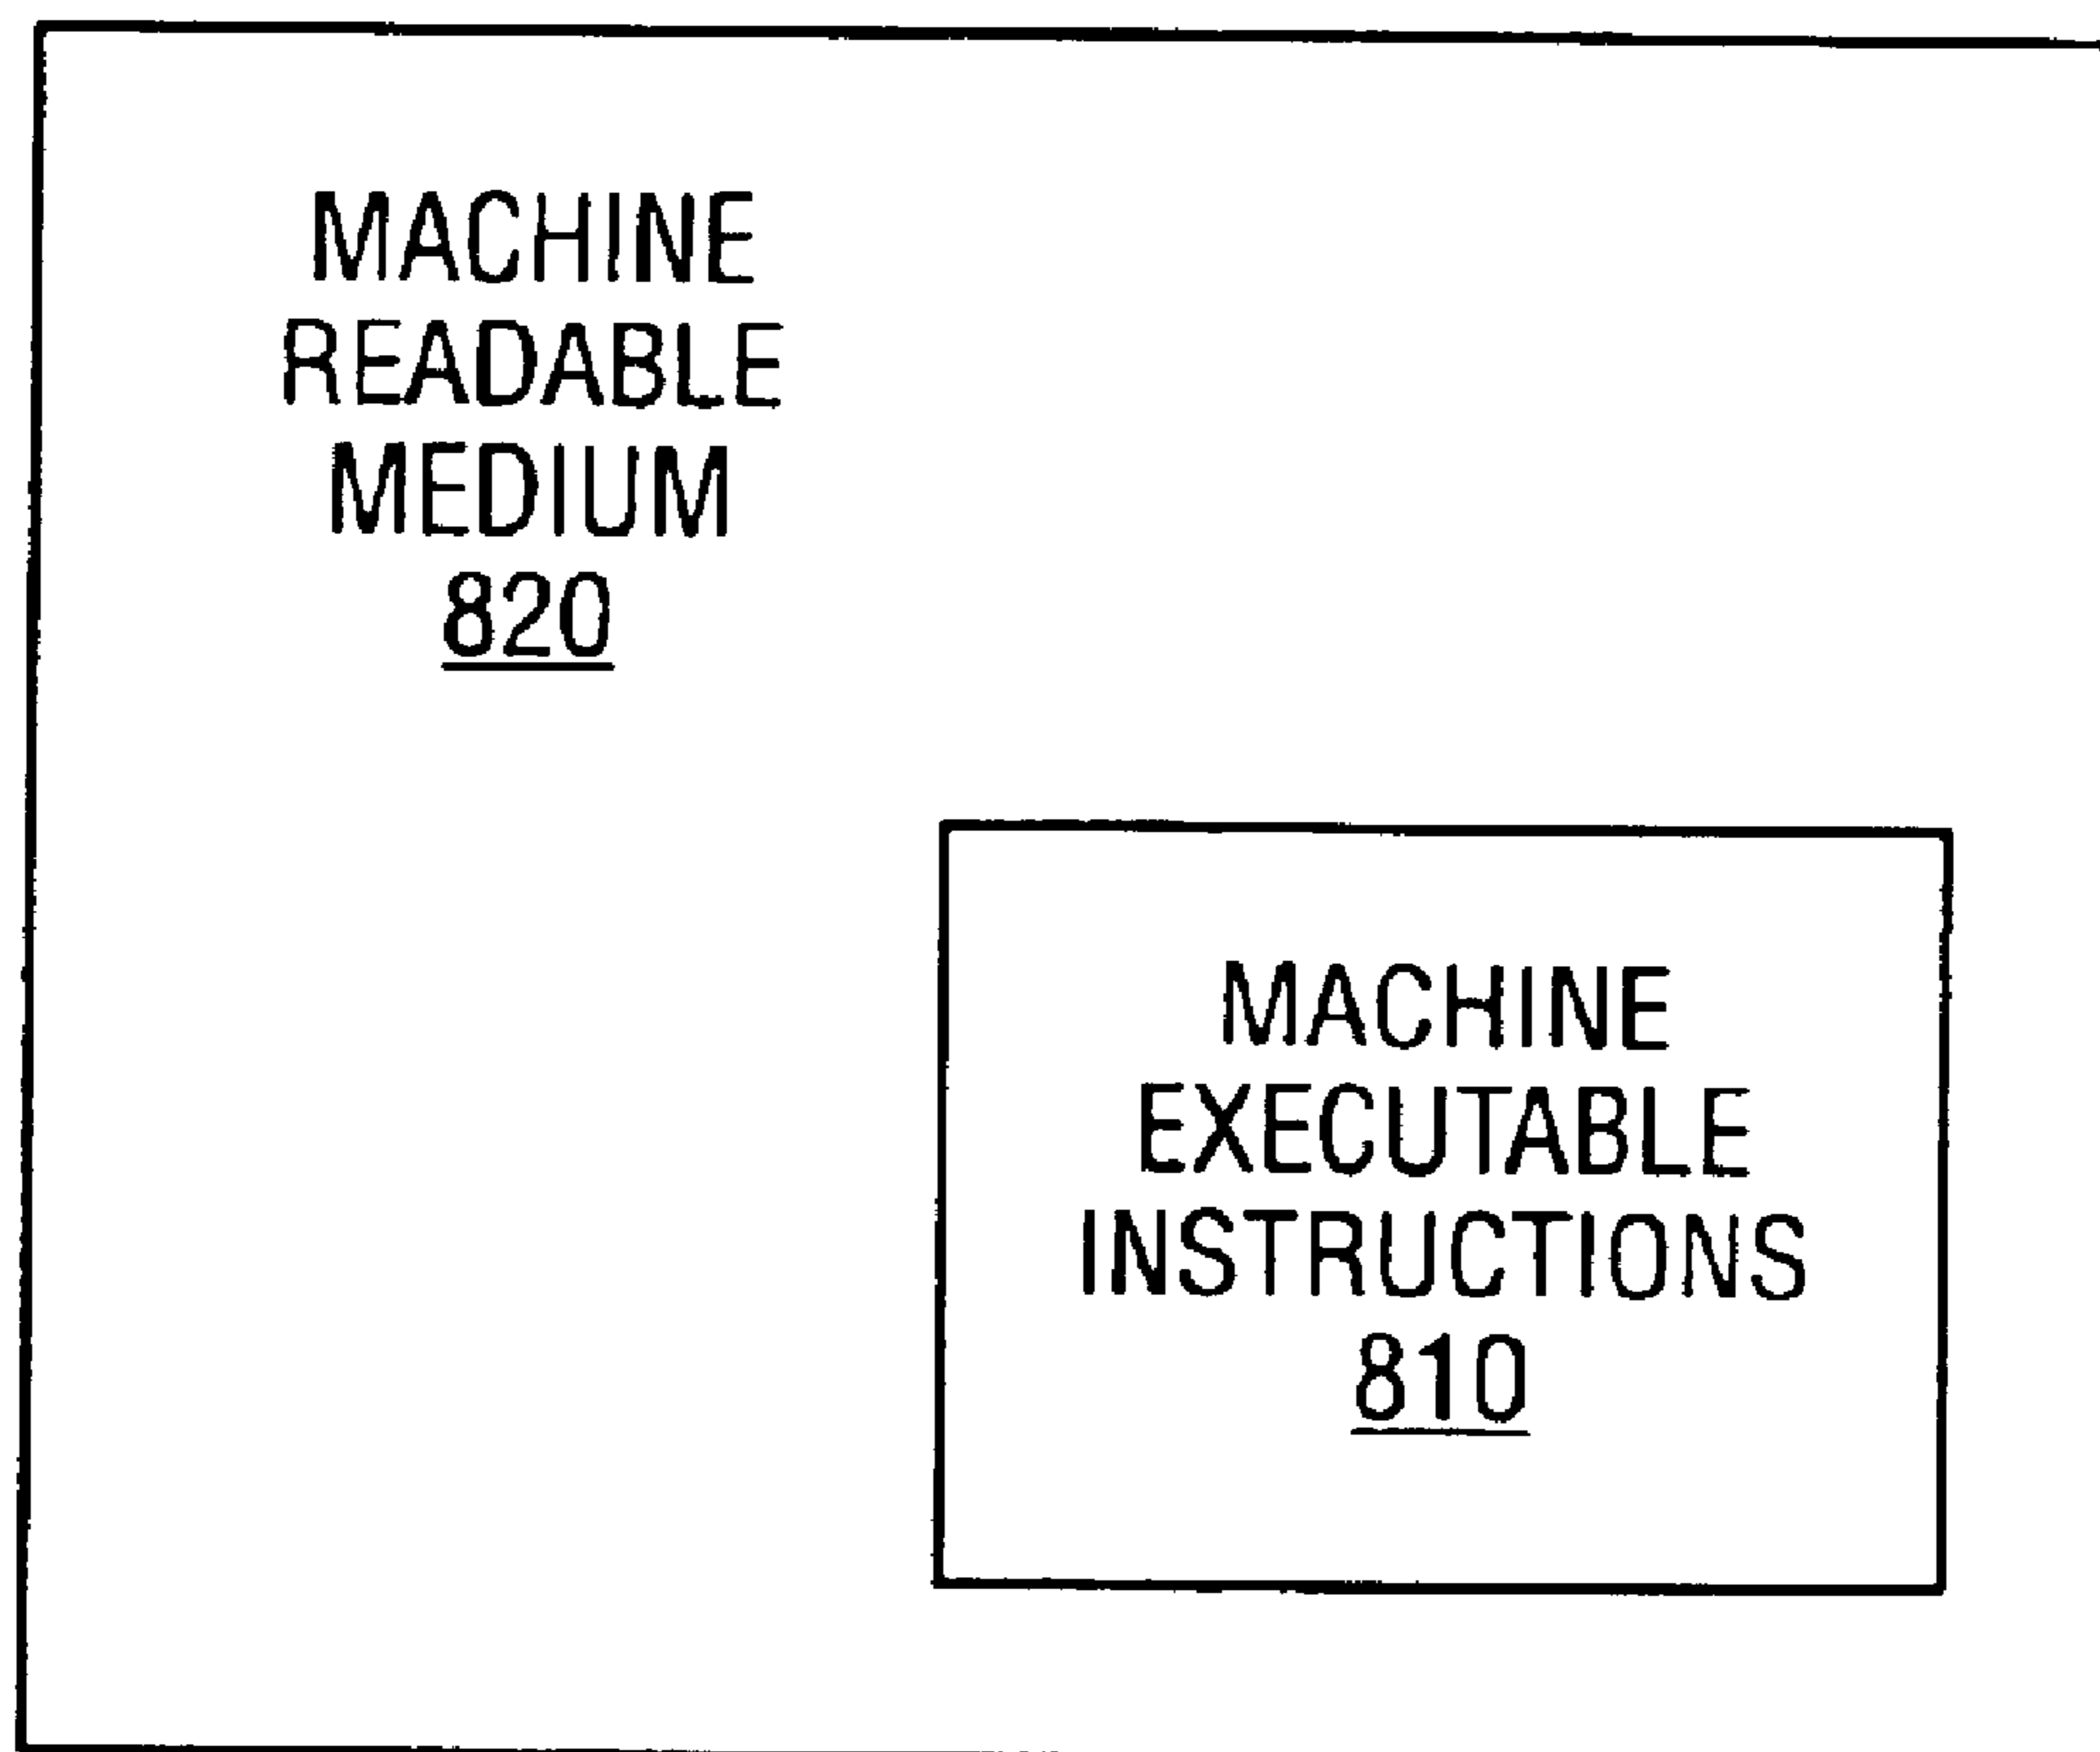 MACHINE
READABLE
MEDIUM
820
MACHINE
EXECUTABLE
INSTRUCTIONS
810